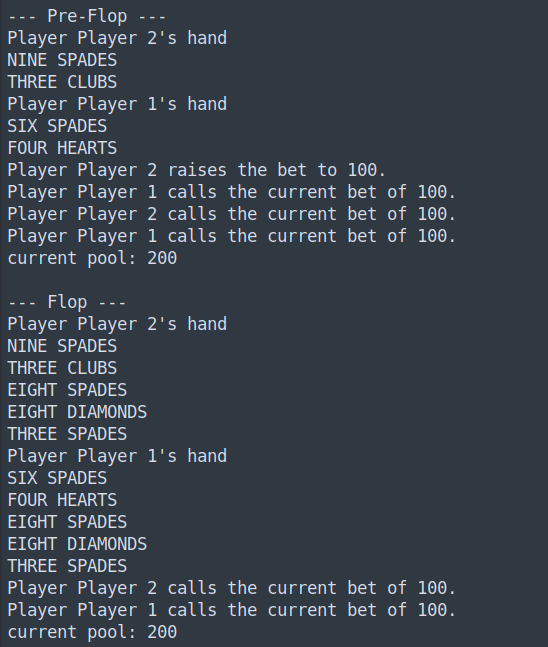 --- Pre-Flop ---
Player Player 2's hand
NINE SPADES
THREE CLUBS
Player Player 1's hand
SIX SPADES
FOUR HEARTS
Player Player 2 raises the bet to 100.
Player Player 1 calls the current bet of 100.
Player Player 2 calls the current bet of 100.
Player Player 1 calls the current bet of 100.
current pool: 200
--- Flop ---
Player Player 2's hand
NINE SPADES
THREE CLUBS
EIGHT SPADES
EIGHT DIAMONDS
THREE SPADES
Player Player 1's hand
SIX SPADES
FOUR HEARTS
EIGHT SPADES
EIGHT DIAMONDS
THREE SPADES
Player Player 2 calls the current bet of 100.
Player Player 1 calls the current bet of 100.
current pool: 200